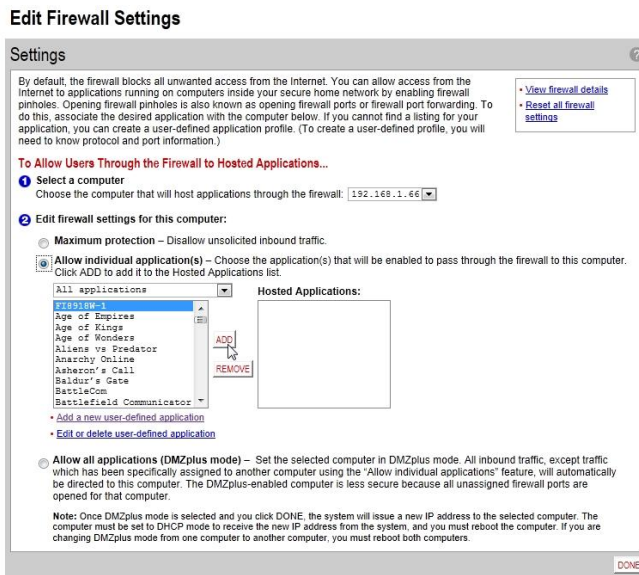 Edit Firewall Settings
Settings
?
By default, the firewall blocks all unwanted access from the Internet. You can allow access from the
Internet to applications running on computers inside your secure home network by enabling firewall
pinholes. Opening firewall pinholes is also known as opening firewall ports or firewall port forwarding. To
do this, associate the desired application with the computer below. If you cannot find a listing for your
application, you can create a user-defined application profile. (To create a user-defined profile, you will
need to know protocol and port information.)
• View firewall details
• Reset all firewall
settings
To Allow Users Through the Firewall to Hosted Applications...
1 Select a computer
Choose the computer that will host applications through the firewall: 192.168.1.66
2 Edit firewall settings for this computer:
Maximum protection – Disallow unsolicited inbound traffic.
Allow individual application(s) – Choose the application(s) that will be enabled to pass through the firewall to this computer.
Click ADD to add it to the Hosted Applications list.
All applications
Hosted Applications:
FI8918W-1
Age of Empires
Age of Kings
Age of Wonders
Aliens vs Predator
Anarchy Online
Asheron's Call
Baldur's Gate
BattleCom
Battlefield Communicator
ADD
REMOVE
• Add a new user-defined application
• Edit or delete user-defined application
Allow all applications (DMZplus mode) – Set the selected computer in DMZplus mode. All inbound traffic, except traffic
which has been specifically assigned to another computer using the "Allow individual applications" feature, will automatically
be directed to this computer. The DMZplus-enabled computer is less secure because all unassigned firewall ports are
opened for that computer.
Note: Once DMZplus mode is selected and you click DONE, the system will issue a new IP address to the selected computer. The
computer must be set to DHCP mode to receive the new IP address from the system, and you must reboot the computer. If you are
changing DMZplus mode from one computer to another computer, you must reboot both computers.
DONE